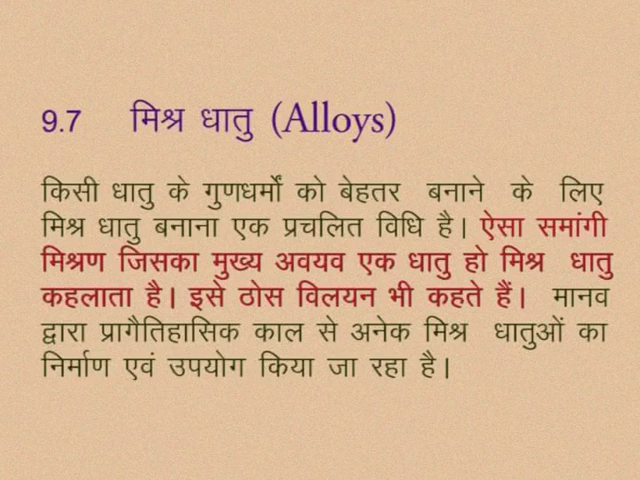 9.7 मिश्र धातु (Alloys)
किसी धातु के गुणधर्मों को बेहतर बनाने के लिए
मिश्र धातु बनाना एक प्रचलित विधि है। ऐसा समांगी
मिश्रण जिसका मुख्य अवयव एक धातु हो मिश्र धातु
कहलाता है। इसे ठोस विलयन भी कहते हैं। मानव
द्वारा प्रागैतिहासिक काल से अनेक मिश्र धातुओं का
निर्माण एवं उपयोग किया जा रहा है।